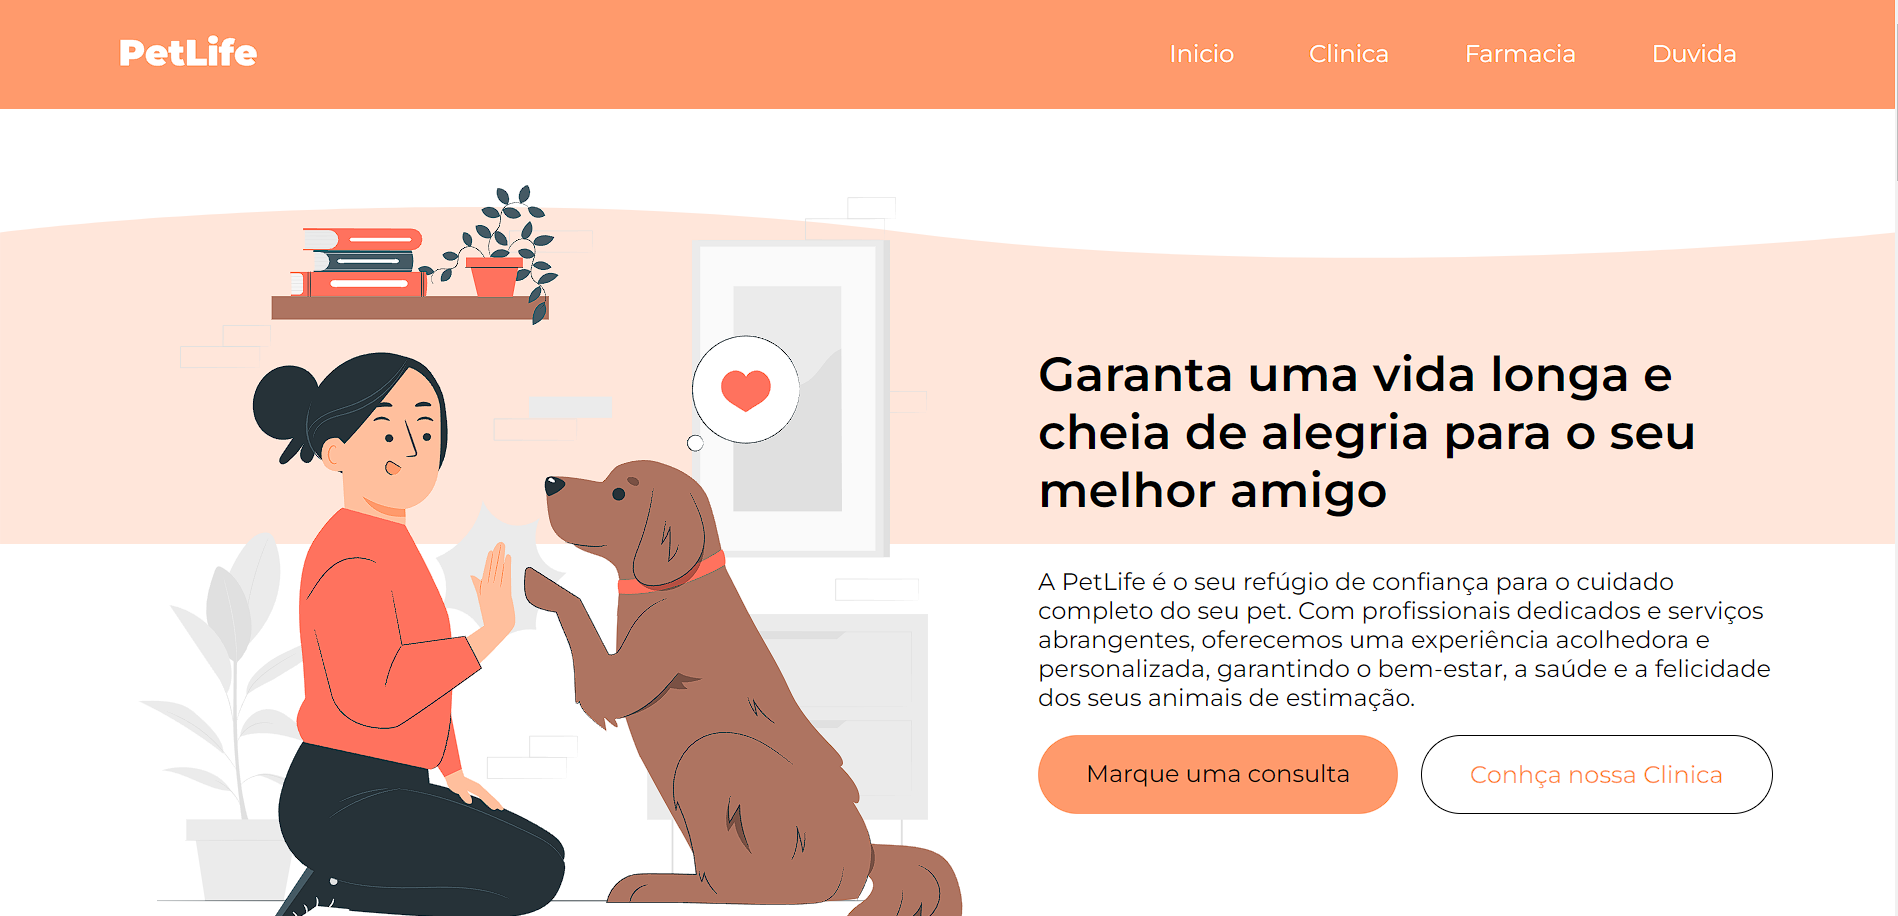 PetLife
Inicio
Clinica
Farmacia
Duvida
Garanta uma vida longa e
cheia de alegria para o seu
melhor amigo
A PetLife é o seu refúgio de confiança para o cuidado
completo do seu pet. Com profissionais dedicados e serviços
abrangentes, oferecemos uma experiência acolhedora e
personalizada, garantindo o bem-estar, a saúde e a felicidade
dos seus animais de estimação.
Marque uma consulta
Conhça nossa Clinica